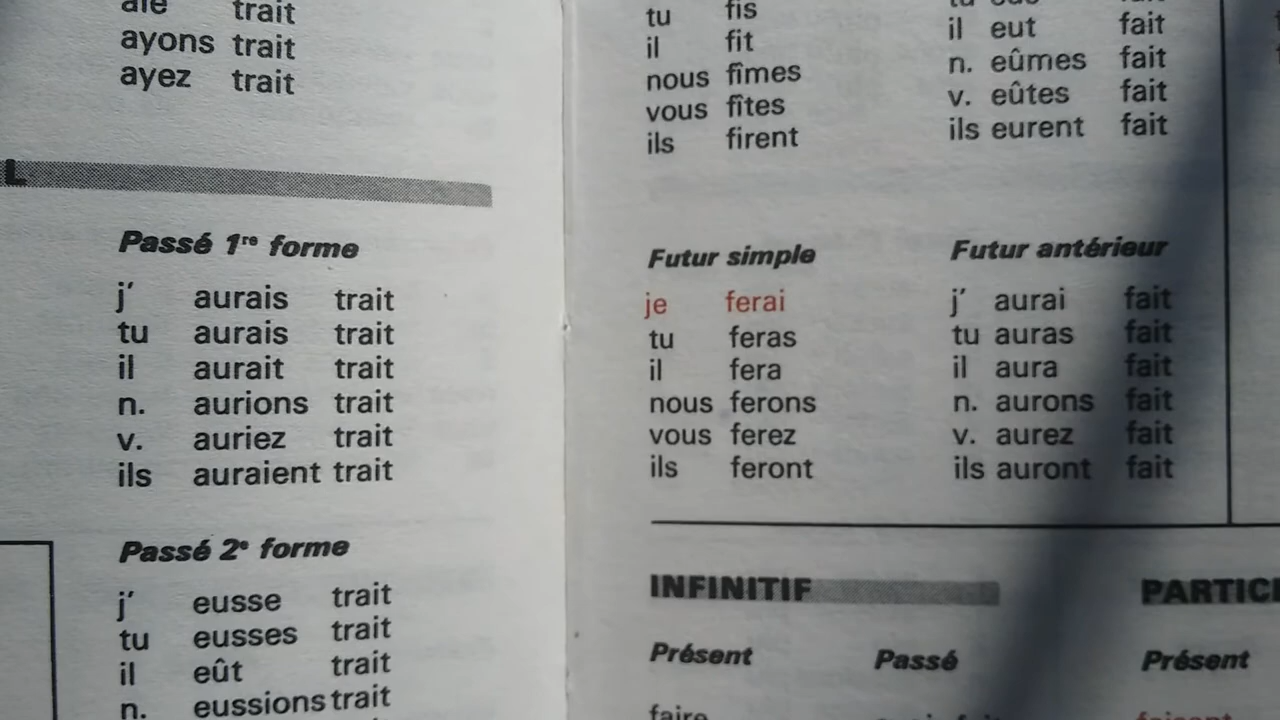 aie trait
ayons trait
ayez trait
L
Passé 1re forme
j' aurais trait
tu aurais trait
il aurait trait
n. aurions trait
v. auriez trait
ils auraient trait
Passé 2e forme
j' eusse trait
tu eusses trait
il eût trait
n. eussions trait
tu fis
il fit
nous fîmes
vous fîtes
ils firent
il eut fait
n. eûmes fait
v. eûtes fait
ils eurent fait
Futur simple
je ferai
tu feras
il fera
nous ferons
vous ferez
ils feront
Futur antérieur
j' aurai fait
tu auras fait
il aura fait
n. aurons fait
v. aurez fait
ils auront fait
INFINITIF
Présent
Passé
faire
PARTICI
Présent
faisant